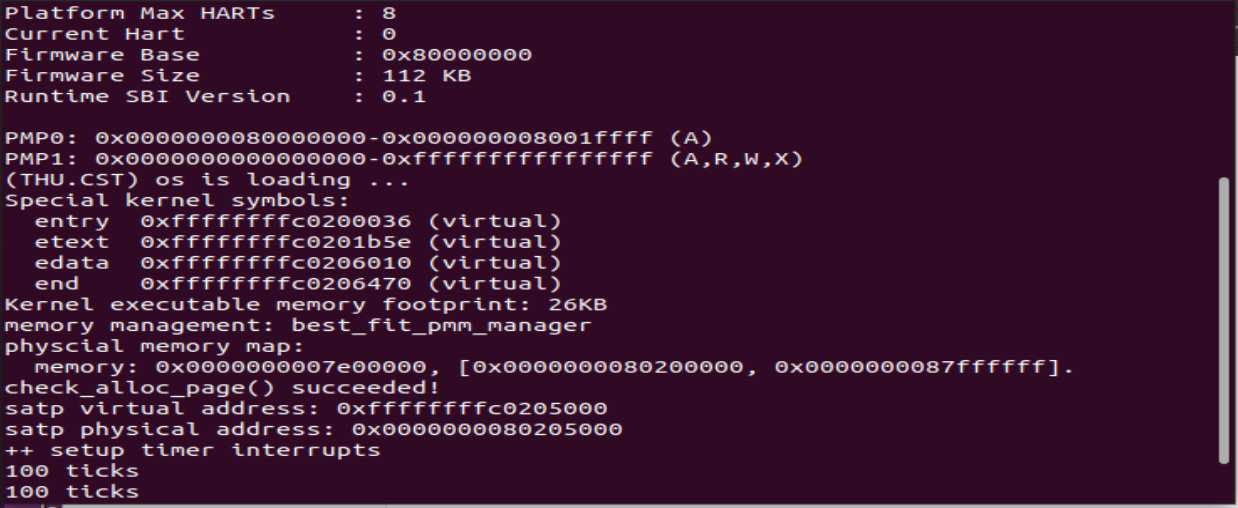 Platform Max HARTs     : 8
Current Hart           : 0
Firmware Base          : 0x80000000
Firmware Size          : 112 KB
Runtime SBI Version    : 0.1

PMP0: 0x0000000080000000-0x000000008001ffff (A)
PMP1: 0x0000000000000000-0xffffffffffffffff (A,R,W,X)
(THU.CST) os is loading ...
Special kernel symbols:
  entry  0xffffffffc0200036 (virtual)
  etext  0xffffffffc0201b5e (virtual)
  edata  0xffffffffc0206010 (virtual)
  end    0xffffffffc0206470 (virtual)
Kernel executable memory footprint: 26KB
memory management: best_fit_pmm_manager
physcial memory map:
  memory: 0x0000000007e00000, [0x0000000080200000, 0x0000000087ffffff].
check_alloc_page() succeeded!
satp virtual address: 0xffffffffc0205000
satp physical address: 0x0000000080205000
++ setup timer interrupts
100 ticks
100 ticks